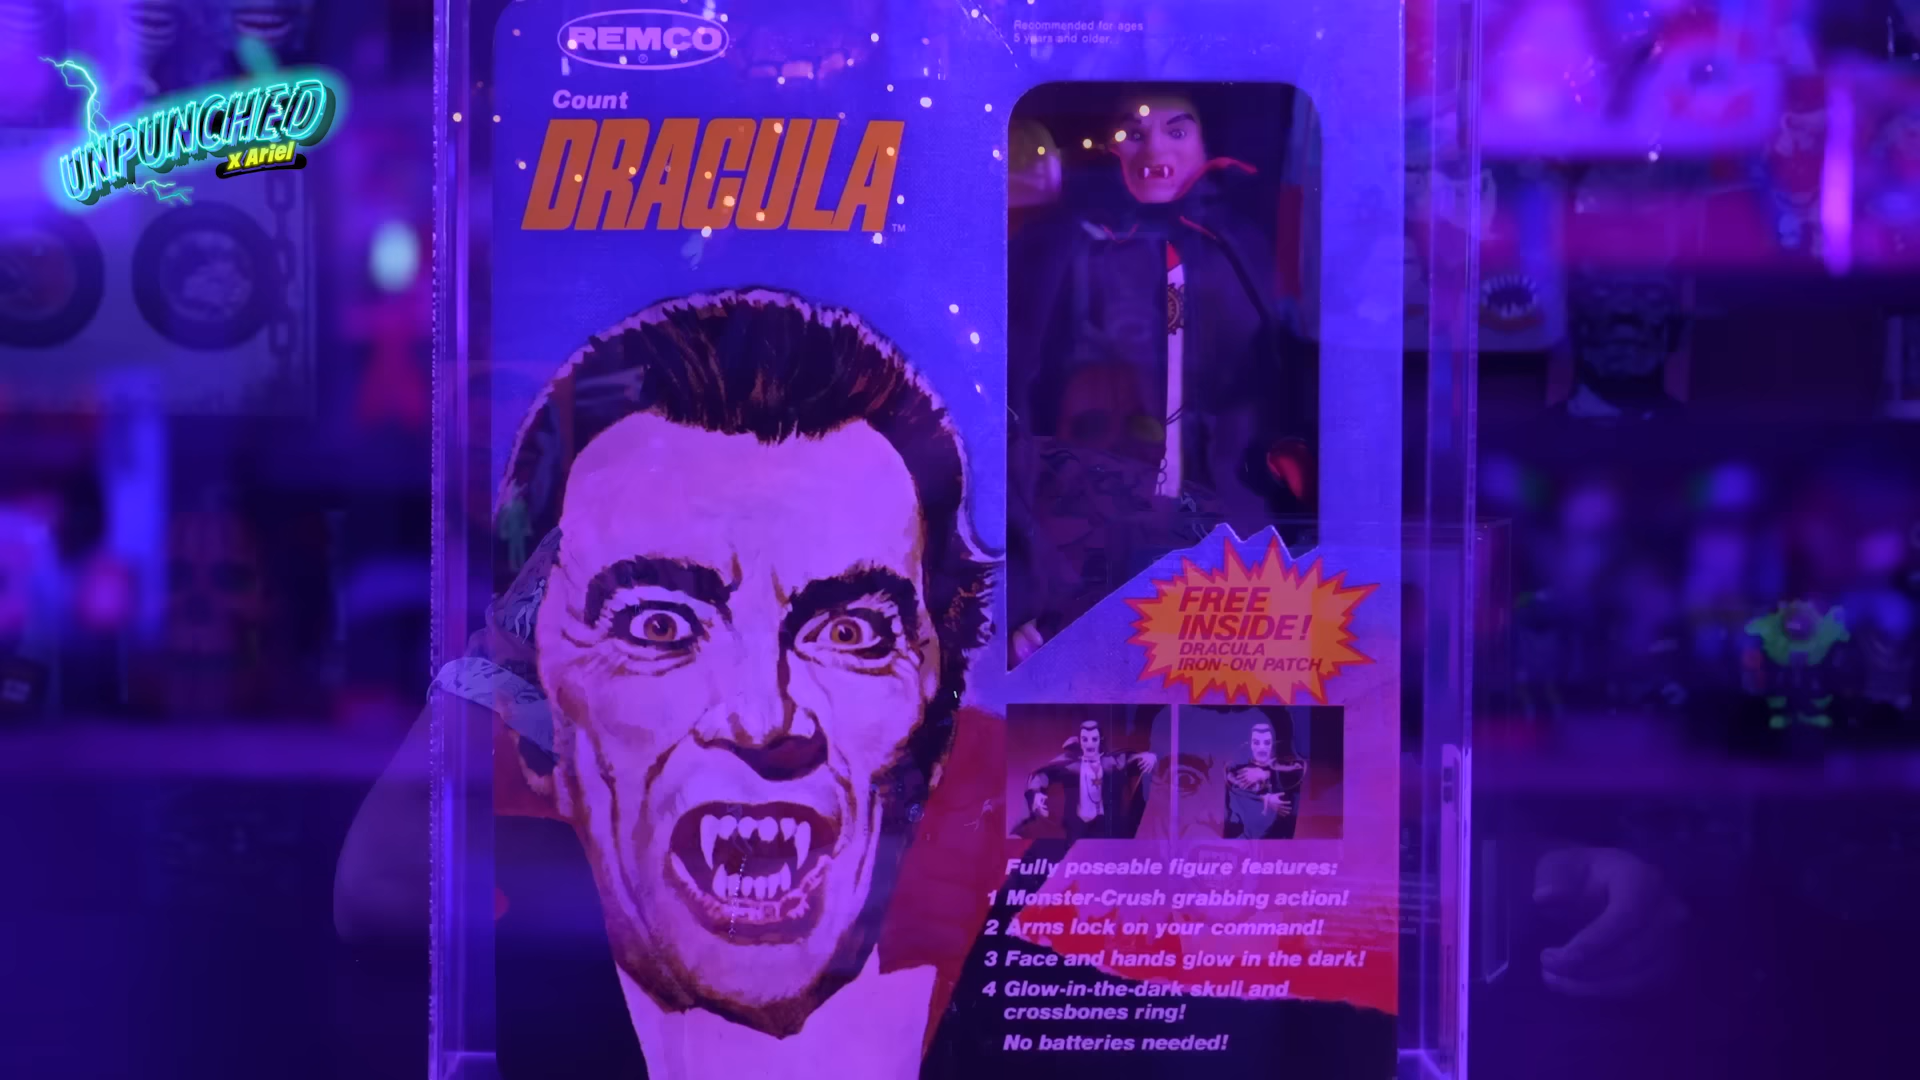 UNPUNCHED
x Ariel
REMCO
®
Recommended for ages
5 years and older.
Count
DRACULA
™
FREE
INSIDE!
DRACULA
IRON-ON PATCH
Fully poseable figure features:
1 Monster-Crush grabbing action!
2 Arms lock on your command!
3 Face and hands glow in the dark!
4 Glow-in-the-dark skull and
crossbones ring!
No batteries needed!